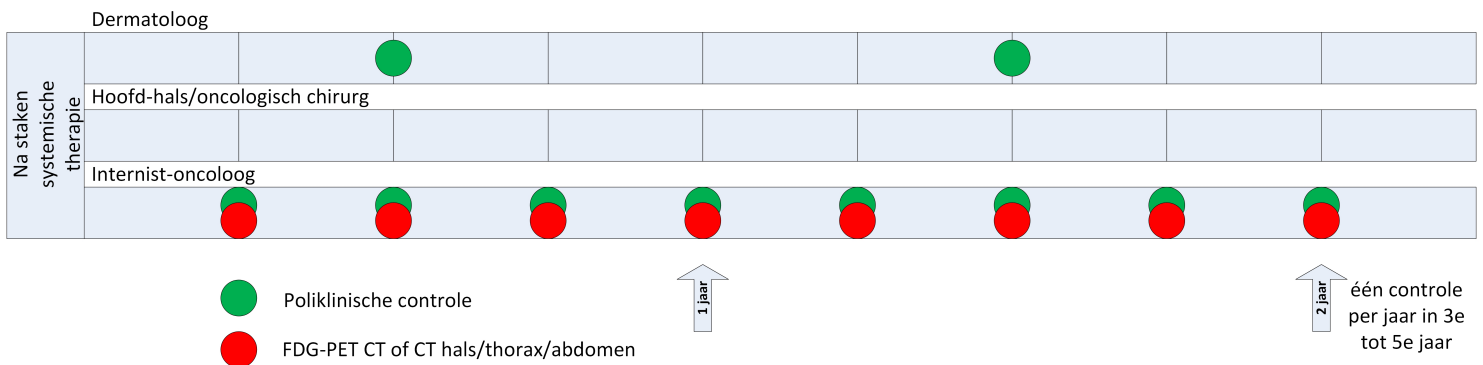 Dermatoloog
Na staken
systemische
therapie
Hoofd-hals/oncologisch chirurg
Internist-oncoloog
1 jaar
2 jaar
één controle
per jaar in 3e
tot 5e jaar
Poliklinische controle
FDG-PET CT of CT hals/thorax/abdomen